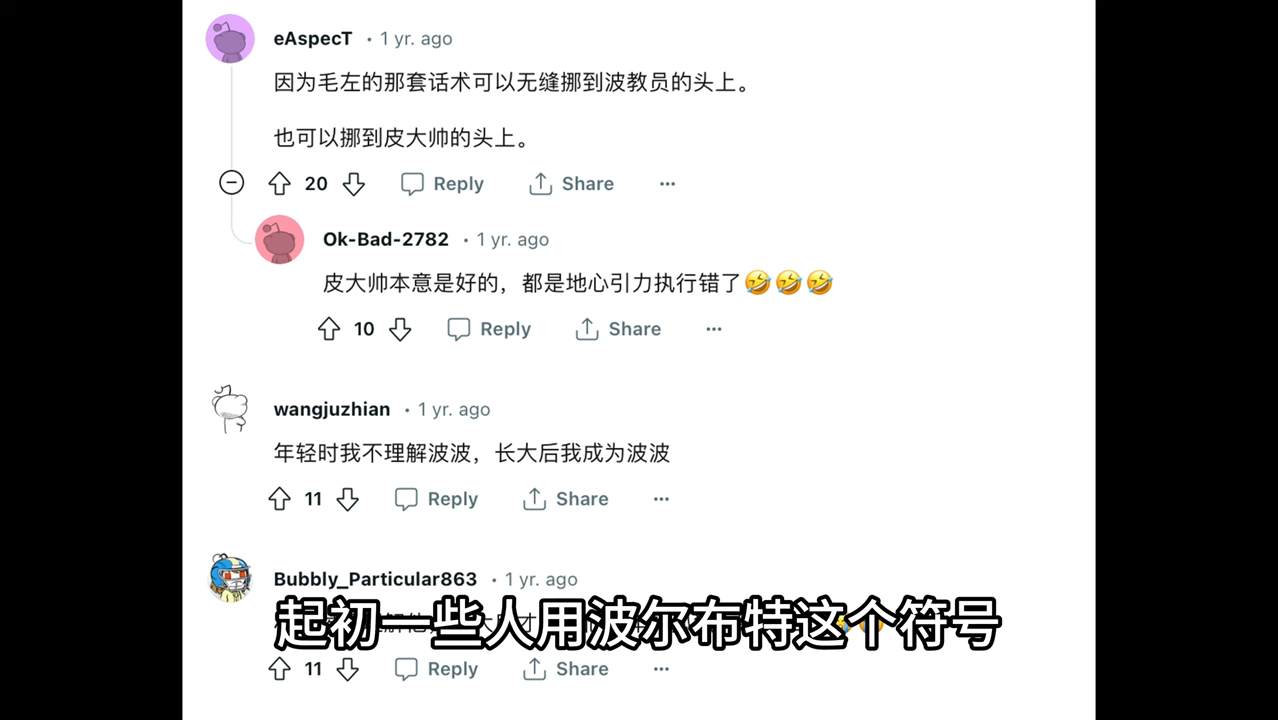 eAspecT • 1 yr. ago
因为毛左的那套话术可以无缝挪到波教员的头上。
也可以挪到皮大帅的头上。
20 Reply Share ...
Ok-Bad-2782 • 1 yr. ago
皮大帅本意是好的，都是地心引力执行错了🤣🤣🤣
10 Reply Share ...
wangjuzhian • 1 yr. ago
年轻时我不理解波波，长大后我成为波波
11 Reply Share ...
Bubbly_Particular863 • 1 yr. ago
起初一些人用波尔布特这个符号
11 Reply Share ...